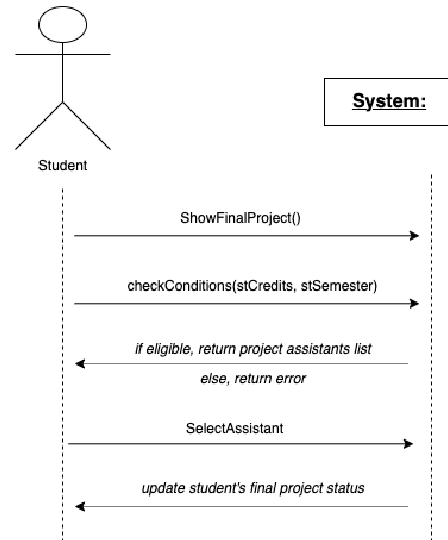 System:
Student
ShowFinalProject()
checkConditions(stCredits, stSemester)
if eligible, return project assistants list
else, return error
SelectAssistant
update student's final project status